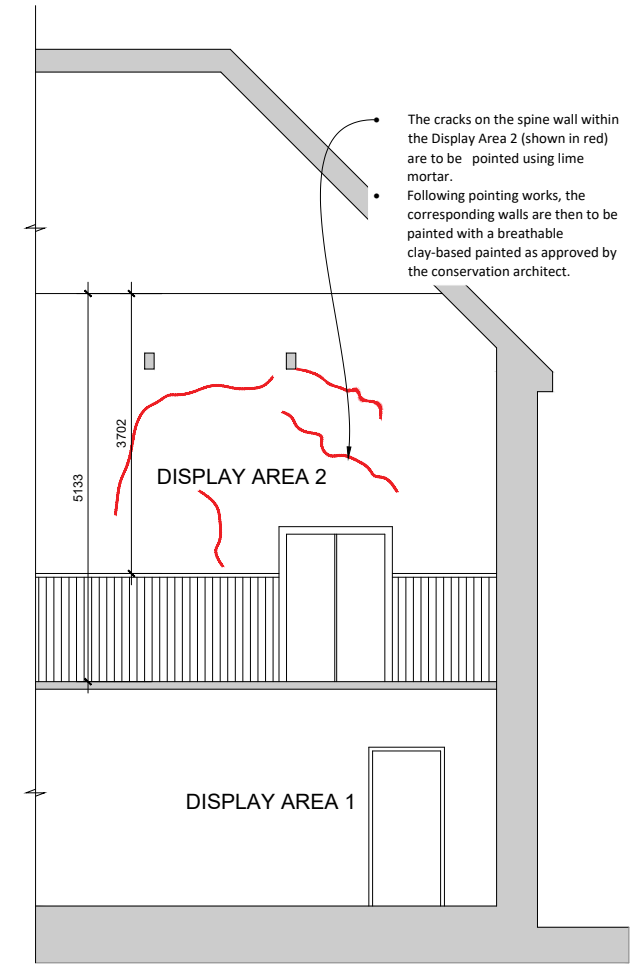 • The cracks on the spine wall within
the Display Area 2 (shown in red)
are to be pointed using lime
mortar.
• Following pointing works, the
corresponding walls are then to be
painted with a breathable
clay-based painted as approved by
the conservation architect.
3702
5133
DISPLAY AREA 2
DISPLAY AREA 1